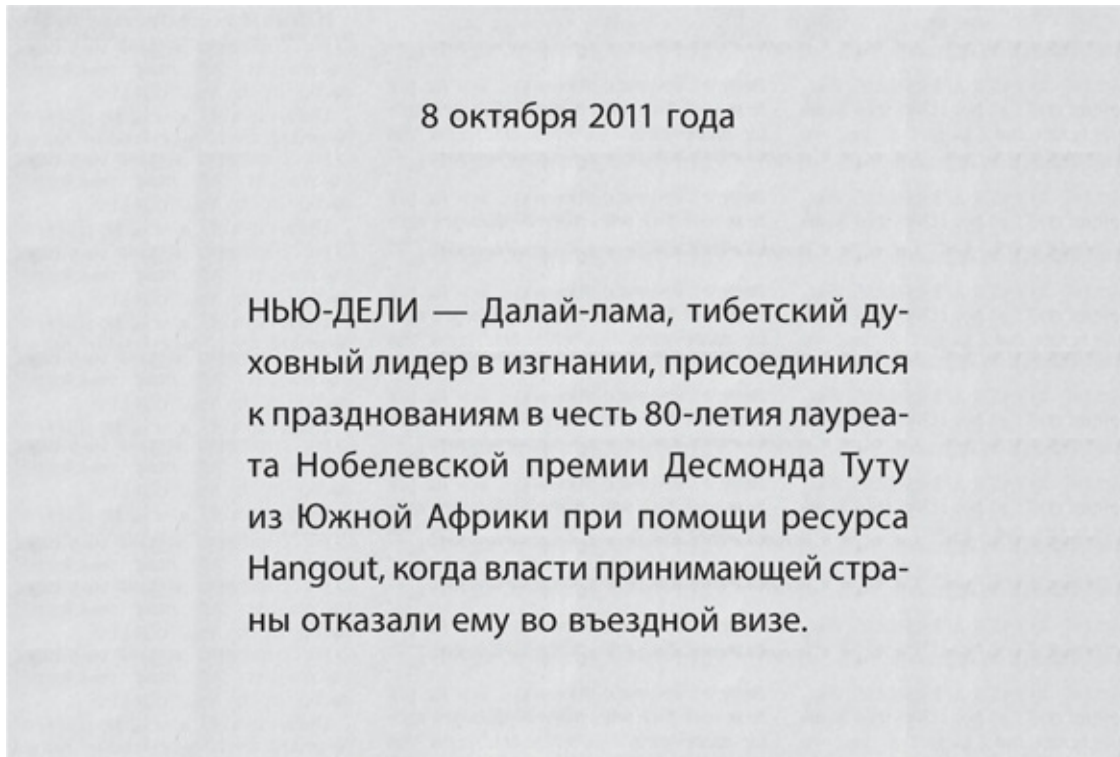 8 октября 2011 года
НЬЮ-ДЕЛИ — Далай-лама, тибетский ду-
ховный лидер в изгнании, присоединился
к празднованиям в честь 80-летия лауреа-
та Нобелевской премии Десмонда Туту
из Южной Африки при помощи ресурса
Hangout, когда власти принимающей стра-
ны отказали ему во въездной визе.